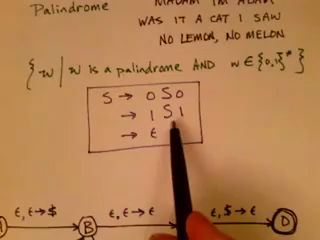 Palindrome
MADAM I'M ADAM
WAS IT A CAT I SAW
NO LEMON, NO MELON
{ w | w is a palindrome AND w ∈ {0,1}* }
S → 0S0
→ 1S1
→ ε
ε, ε→$
B
ε, ε→ε
ε, $→ε
D